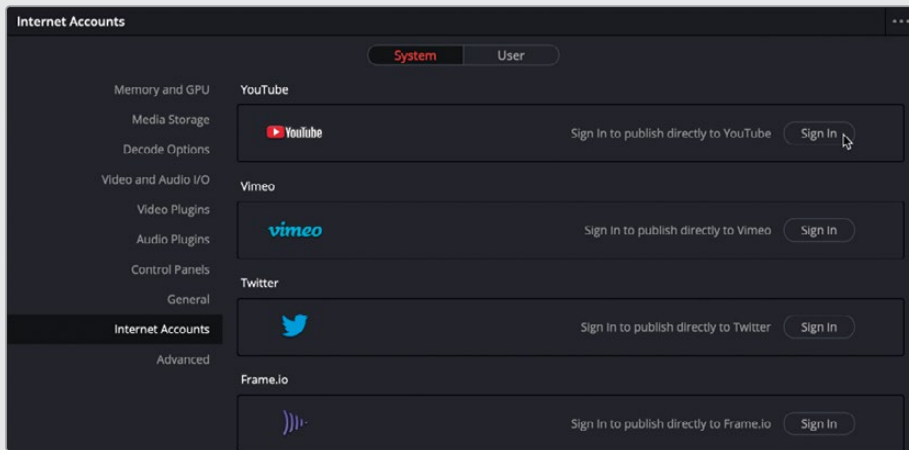 Internet Accounts
System User
Memory and GPU
Media Storage
Decode Options
Video and Audio I/O
Video Plugins
Audio Plugins
Control Panels
General
Internet Accounts
Advanced
YouTube
YouTube Sign In to publish directly to YouTube Sign In
Vimeo
vimeo Sign In to publish directly to Vimeo Sign In
Twitter
Sign In to publish directly to Twitter Sign In
Frame.io
Sign In to publish directly to Frame.io Sign In